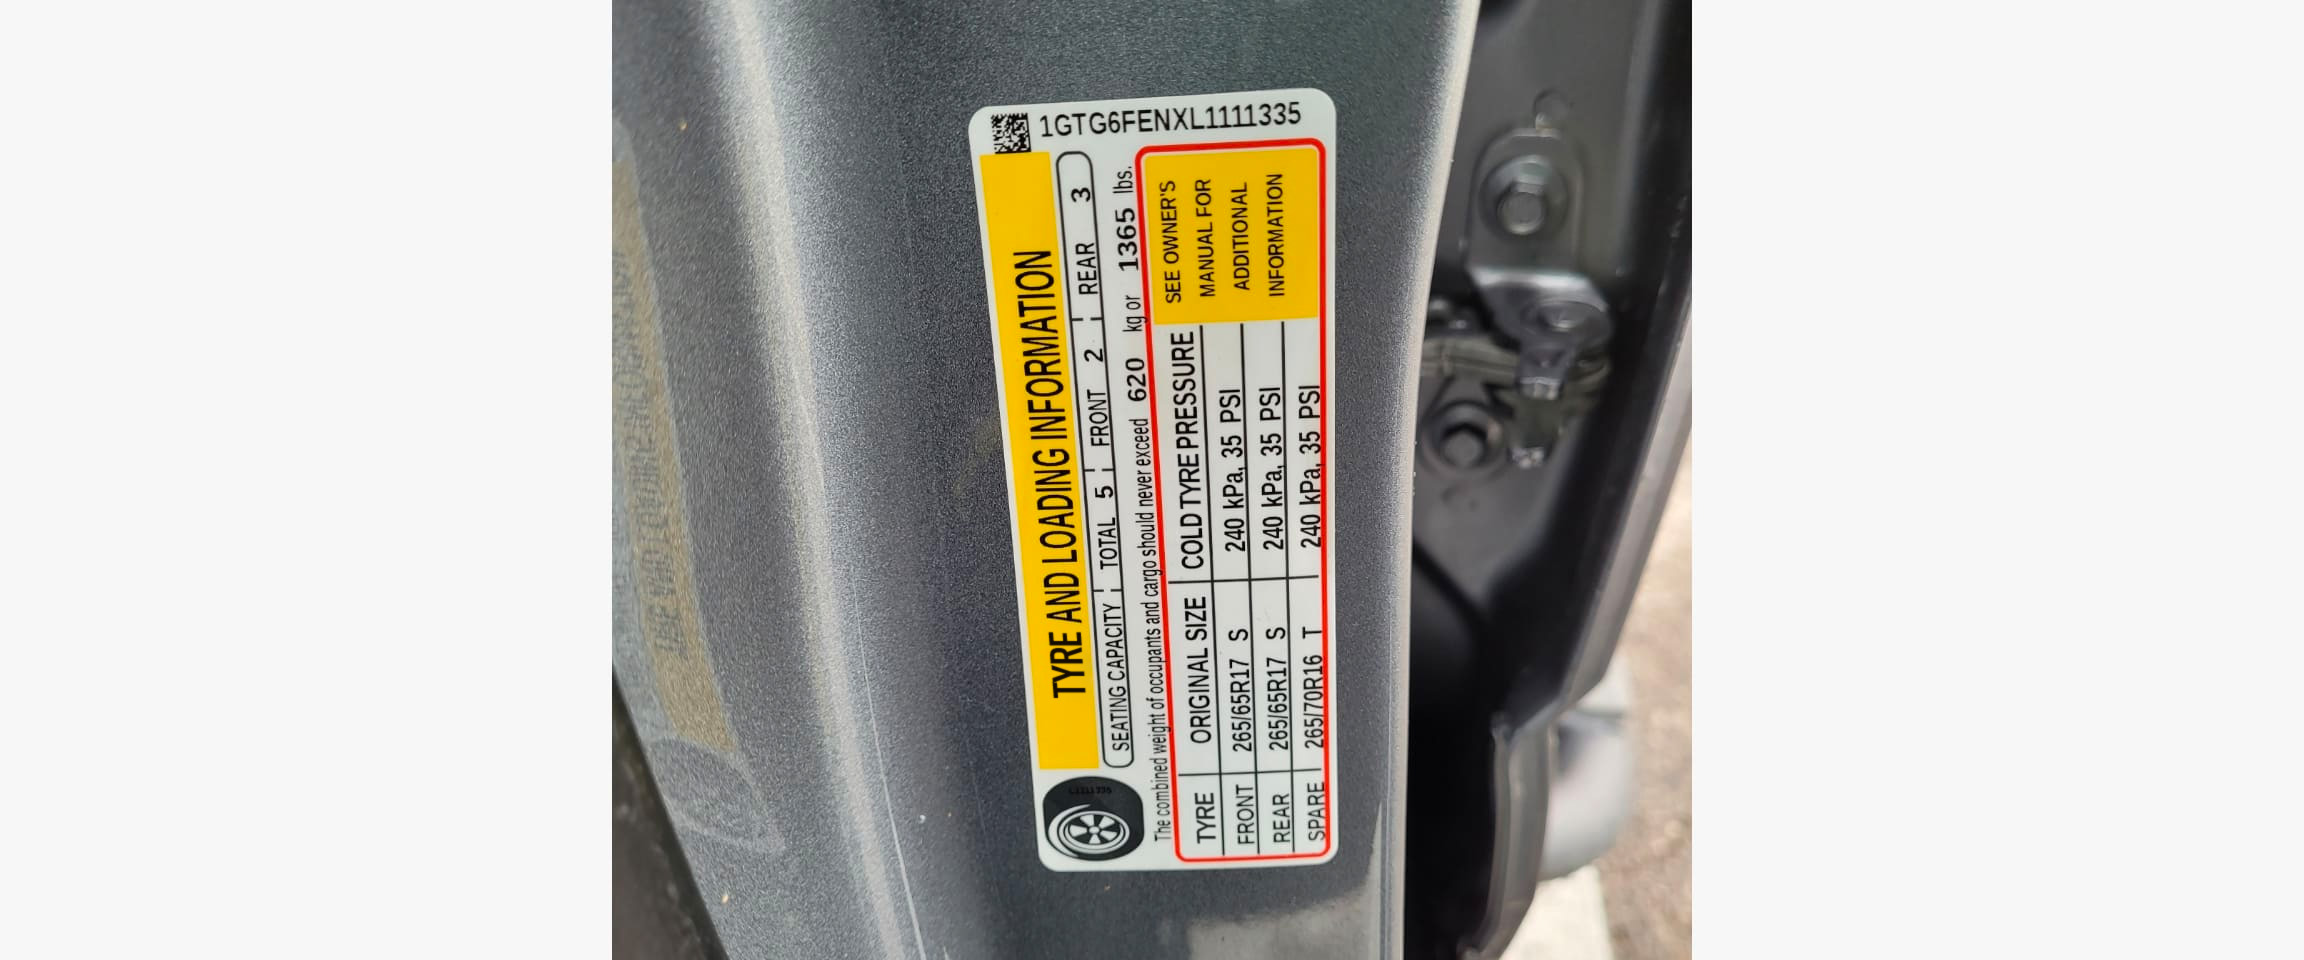 1GTG6FENXL1111335
TYRE AND LOADING INFORMATION
SEATING CAPACITY TOTAL 5 FRONT 2 REAR 3
The combined weight of occupants and cargo should never exceed 620 kg or 1365 lbs.
TYRE ORIGINAL SIZE COLD TYRE PRESSURE
FRONT 265/65R17 S 240 kPa, 35 PSI
REAR 265/65R17 S 240 kPa, 35 PSI
SPARE 265/70R16 T 240 kPa, 35 PSI
SEE OWNER'S
MANUAL FOR
ADDITIONAL
INFORMATION
L1111335